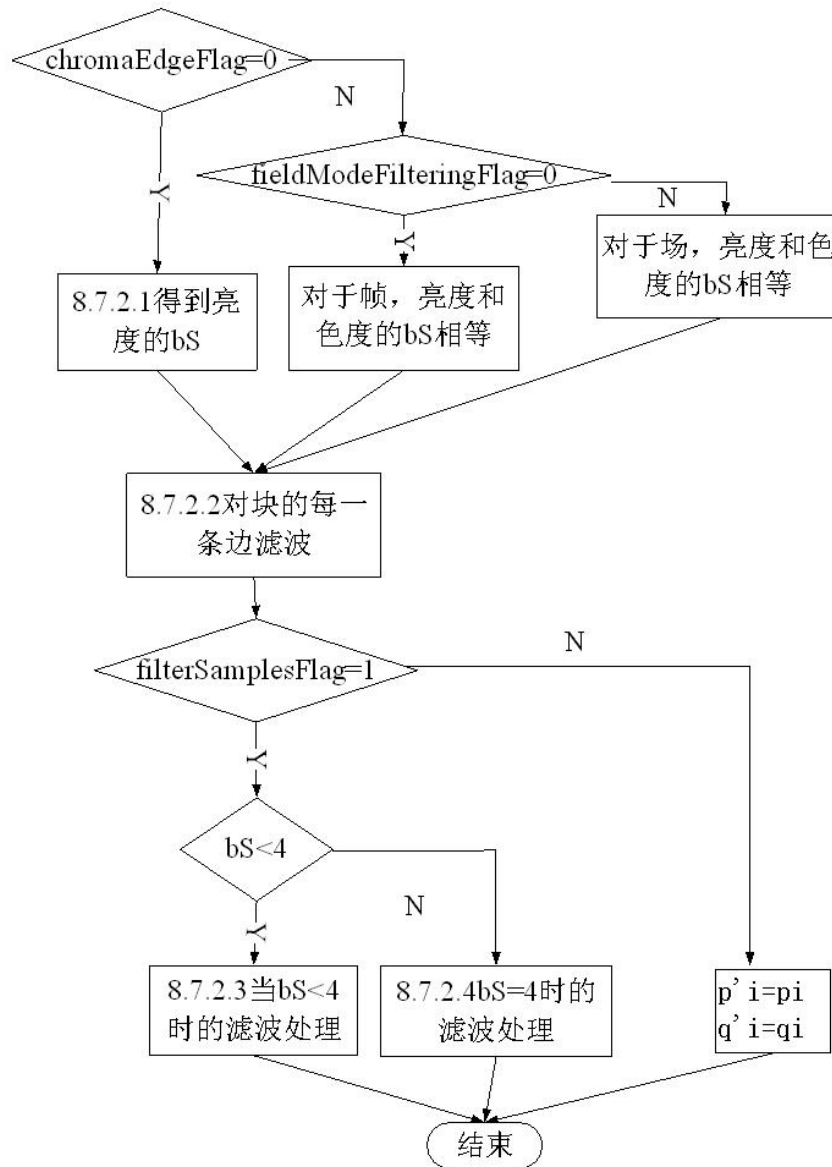 chromaEdgeFlag=0
N
fieldModeFilteringFlag=0
Y
N
Y
对于场，亮度和色
度的bS相等
8.7.2.1得到亮
度的bS
对于帧，亮度和
色度的bS相等
8.7.2.2对块的每一
条边滤波
filterSamplesFlag=1
N
Y
bS<4
N
Y
8.7.2.3当bS<4
时的滤波处理
8.7.2.4bS=4时的
滤波处理
p'i=pi
q'i=qi
结束